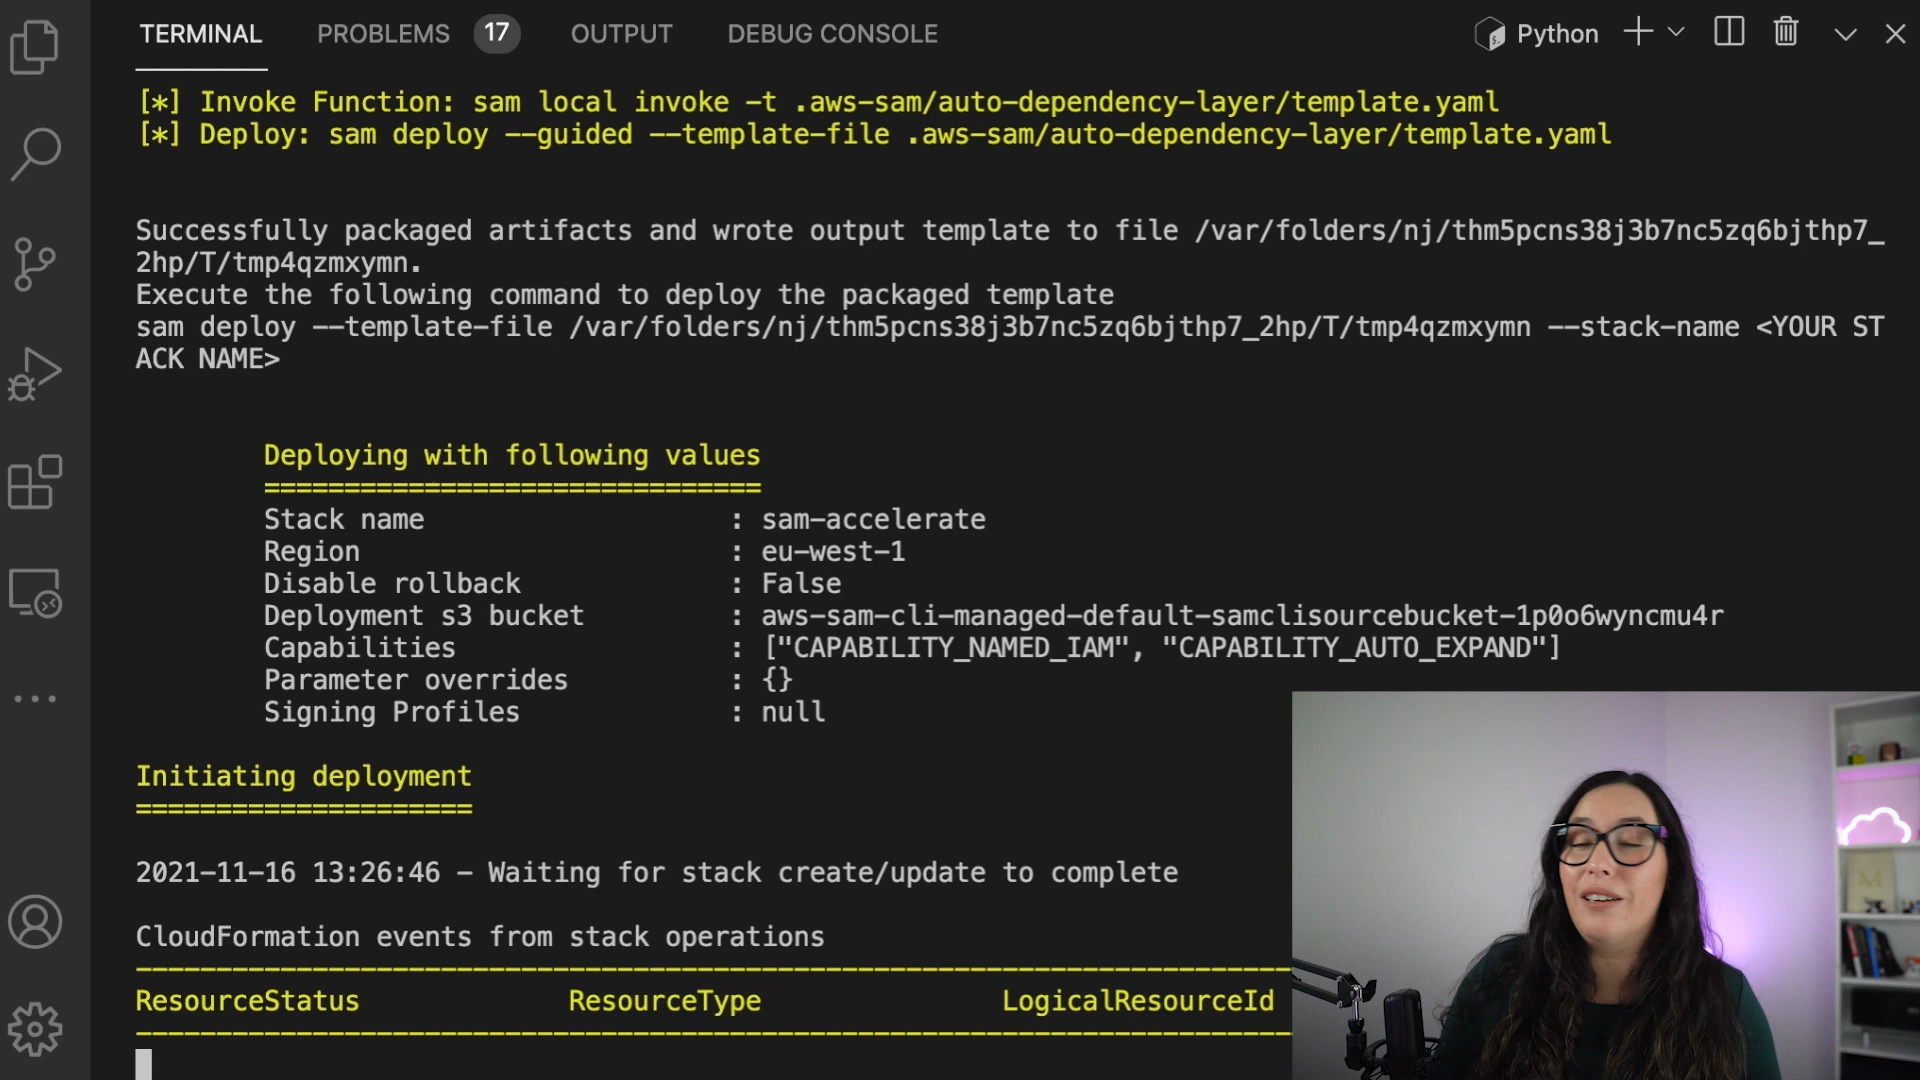 TERMINAL PROBLEMS 17 OUTPUT DEBUG CONSOLE Python
[*] Invoke Function: sam local invoke -t .aws-sam/auto-dependency-layer/template.yaml
[*] Deploy: sam deploy --guided --template-file .aws-sam/auto-dependency-layer/template.yaml
Successfully packaged artifacts and wrote output template to file /var/folders/nj/thm5pcns38j3b7nc5zq6bjthp7_
2hp/T/tmp4qzmxymn.
Execute the following command to deploy the packaged template
sam deploy --template-file /var/folders/nj/thm5pcns38j3b7nc5zq6bjthp7_2hp/T/tmp4qzmxymn --stack-name <YOUR ST
ACK NAME>
Deploying with following values
===============================
Stack name : sam-accelerate
Region : eu-west-1
Disable rollback : False
Deployment s3 bucket : aws-sam-cli-managed-default-samclisourcebucket-1p0o6wyncmu4r
Capabilities : ["CAPABILITY_NAMED_IAM", "CAPABILITY_AUTO_EXPAND"]
Parameter overrides : {}
Signing Profiles : null
Initiating deployment
=====================
2021-11-16 13:26:46 - Waiting for stack create/update to complete
CloudFormation events from stack operations
ResourceStatus ResourceType LogicalResourceId